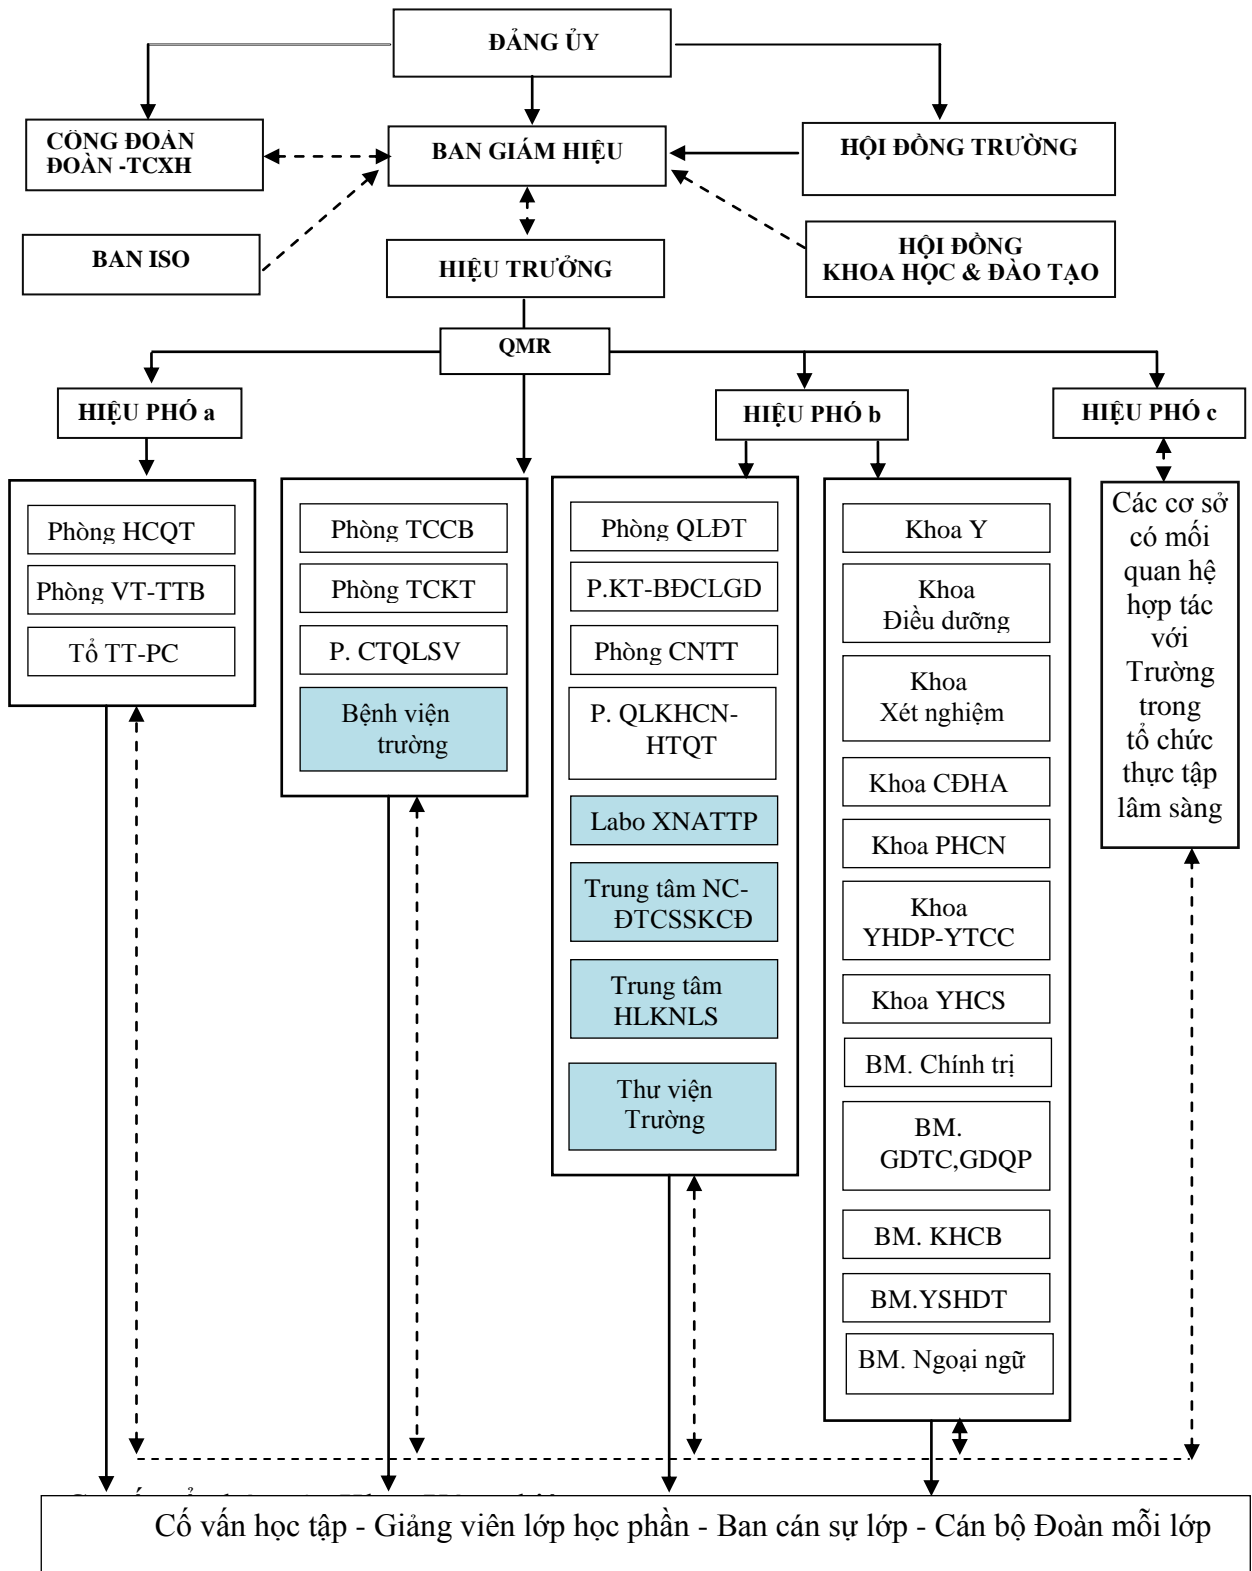 ĐẢNG ỦY
CÔNG ĐOÀN
ĐOÀN -TCXH
BAN GIÁM HIỆU
HỘI ĐỒNG TRƯỜNG
BAN ISO
HIỆU TRƯỞNG
HỘI ĐỒNG
KHOA HỌC & ĐÀO TẠO
QMR
HIỆU PHÓ a
HIỆU PHÓ b
HIỆU PHÓ c
Phòng HCQT
Phòng VT-TTB
Tổ TT-PC
Phòng TCCB
Phòng TCKT
P. CTQLSV
Bệnh viện
trường
Phòng QLĐT
P.KT-BĐCLGD
Phòng CNTT
P. QLKHCN-
HTQT
Labo XNATTP
Trung tâm NC-
ĐTCSSKCĐ
Trung tâm
HLKNLS
Thư viện
Trường
Khoa Y
Khoa
Điều dưỡng
Khoa
Xét nghiệm
Khoa CĐHA
Khoa PHCN
Khoa
YHDP-YTCC
Khoa YHCS
BM. Chính trị
BM.
GDTC,GDQP
BM. KHCB
BM.YSHDT
BM. Ngoại ngữ
Các cơ sở
có mối
quan hệ
hợp tác
với
Trường
trong
tổ chức
thực tập
lâm sàng
Cố vấn học tập - Giảng viên lớp học phần - Ban cán sự lớp - Cán bộ Đoàn mỗi lớp